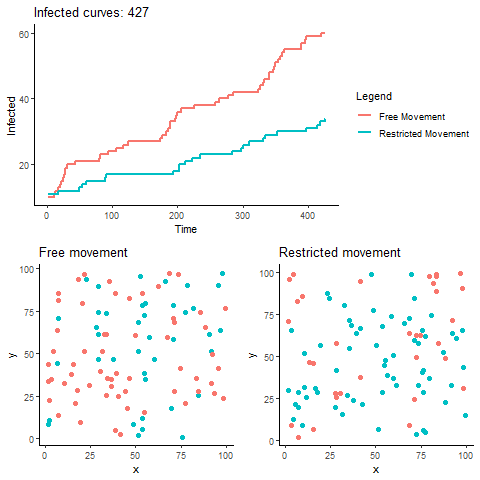 Infected curves: 427
60
40
20
Infected
0
100
200
300
400
Time
Legend
Free Movement
Restricted Movement
Free movement
100
75
50
25
0
y
0
25
50
75
100
x
Restricted movement
100
75
50
25
0
y
0
25
50
75
100
x